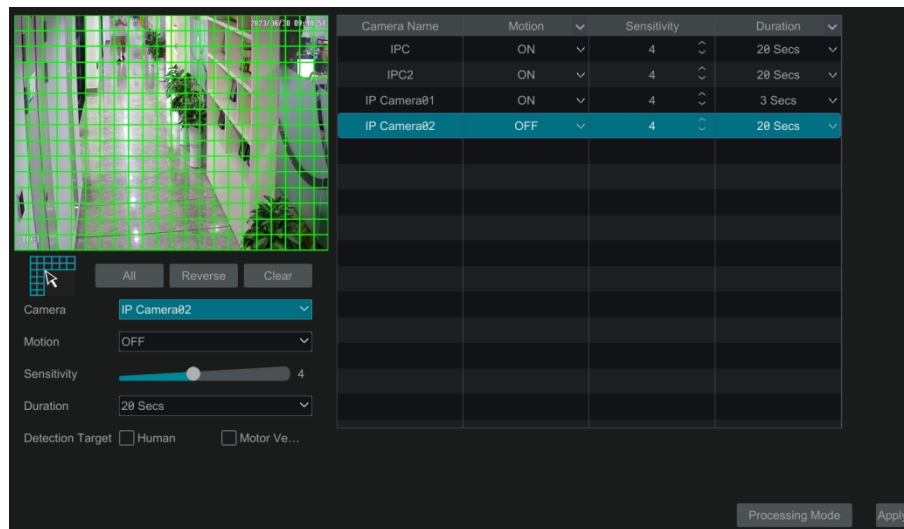 2023/06/30 09:48:51
IPC1
Camera Name Motion Sensitivity Duration
IPC ON 4 20 Secs
IPC2 ON 4 20 Secs
IP Camera01 ON 4 3 Secs
IP Camera02 OFF 4 20 Secs
All Reverse Clear
Camera IP Camera02
Motion OFF
Sensitivity 4
Duration 20 Secs
Detection Target Human Motor Ve...
Processing Mode Apply